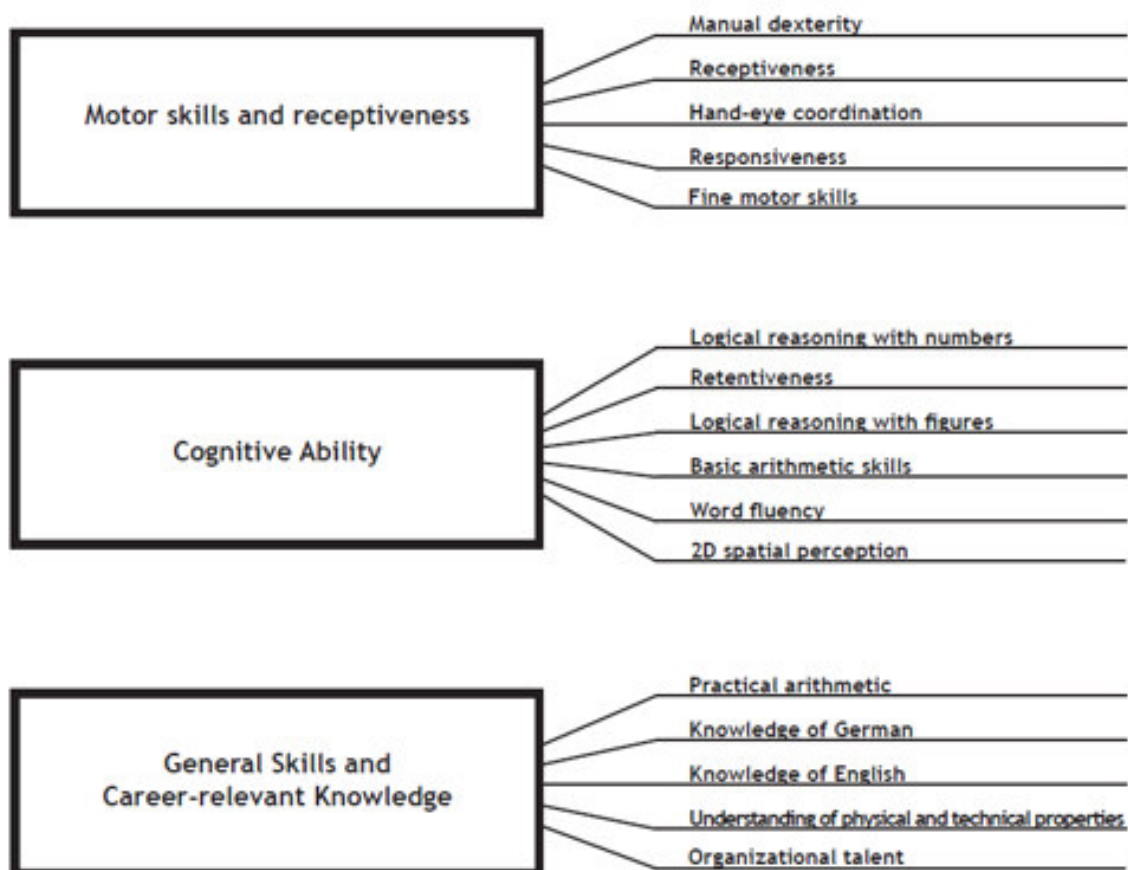 Motor skills and receptiveness
Manual dexterity
Receptiveness
Hand-eye coordination
Responsiveness
Fine motor skills
Cognitive Ability
Logical reasoning with numbers
Retentiveness
Logical reasoning with figures
Basic arithmetic skills
Word fluency
2D spatial perception
General Skills and
Career-relevant Knowledge
Practical arithmetic
Knowledge of German
Knowledge of English
Understanding of physical and technical properties
Organizational talent